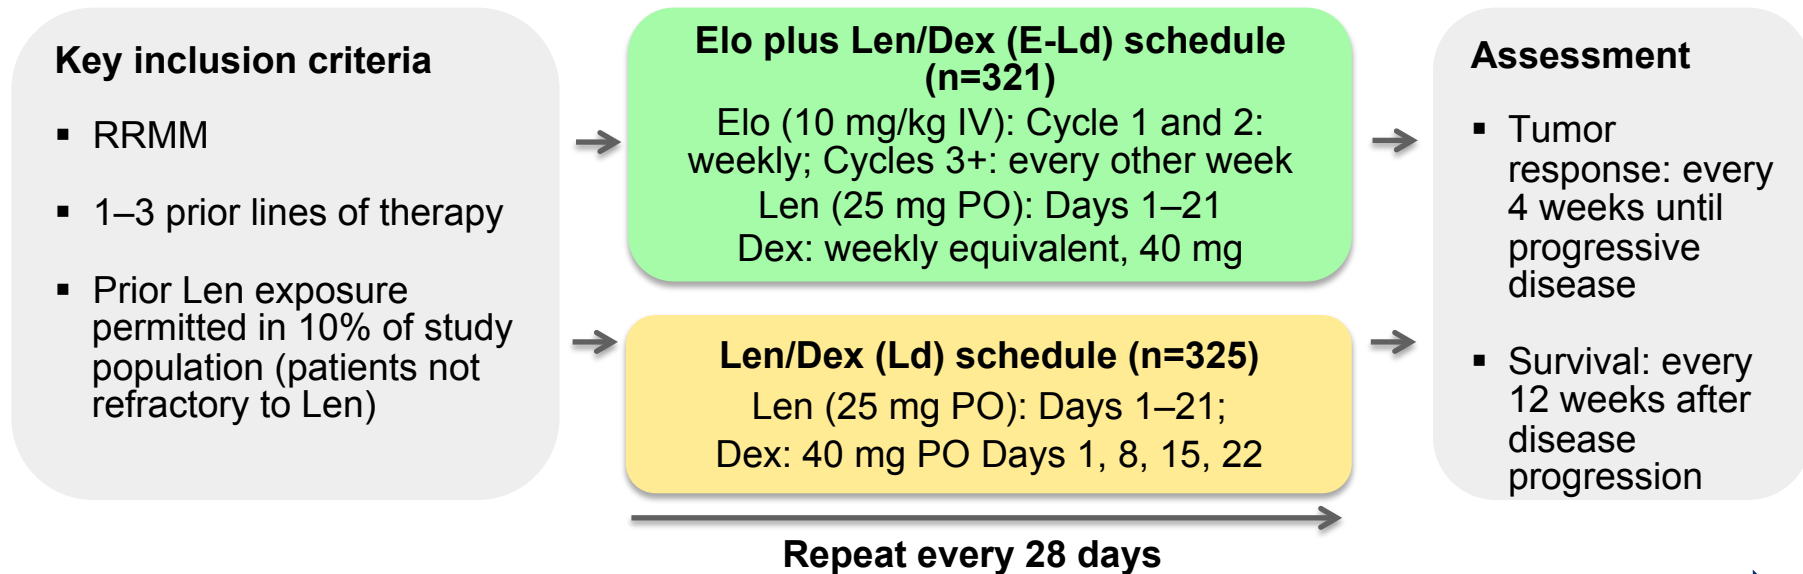 Key inclusion criteria
▪ RRMM
▪ 1–3 prior lines of therapy
▪ Prior Len exposure
permitted in 10% of study
population (patients not
refractory to Len)
Elo plus Len/Dex (E-Ld) schedule
(n=321)
Elo (10 mg/kg IV): Cycle 1 and 2:
weekly; Cycles 3+: every other week
Len (25 mg PO): Days 1–21
Dex: weekly equivalent, 40 mg
Len/Dex (Ld) schedule (n=325)
Len (25 mg PO): Days 1–21;
Dex: 40 mg PO Days 1, 8, 15, 22
Repeat every 28 days
Assessment
▪ Tumor
response: every
4 weeks until
progressive
disease
▪ Survival: every
12 weeks after
disease
progression